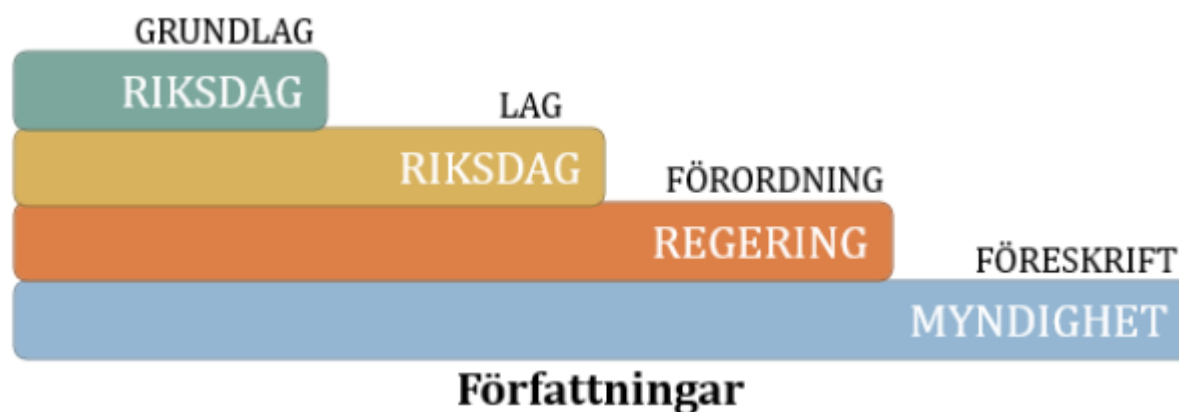 GRUNDLAG
RIKSDAG
LAG
RIKSDAG
FÖRORDNING
REGERING
FÖRESKRIFT
MYNDIGHET
Författningar